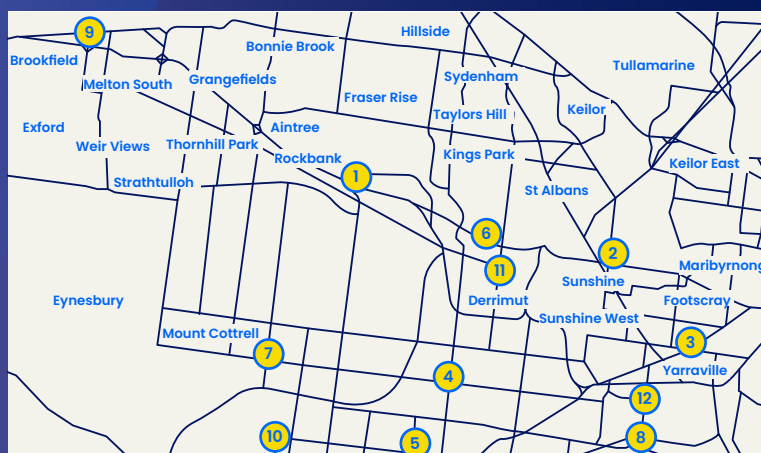 Hillside
9
Bonnie Brook
Brookfield
Tullamarine
Sydenham
Melton South
Grangefields
Fraser Rise
Keilor
Taylors Hill
Exford
Aintree
Weir Views
Thornhill Park
Rockbank
Kings Park
Keilor East
1
Strathtulloh
St Albans
6
2
11
Maribyrnong
Sunshine
Eynesbury
Derrimut
Footscray
Sunshine West
Mount Cottrell
3
7
Yarraville
4
12
10
5
8